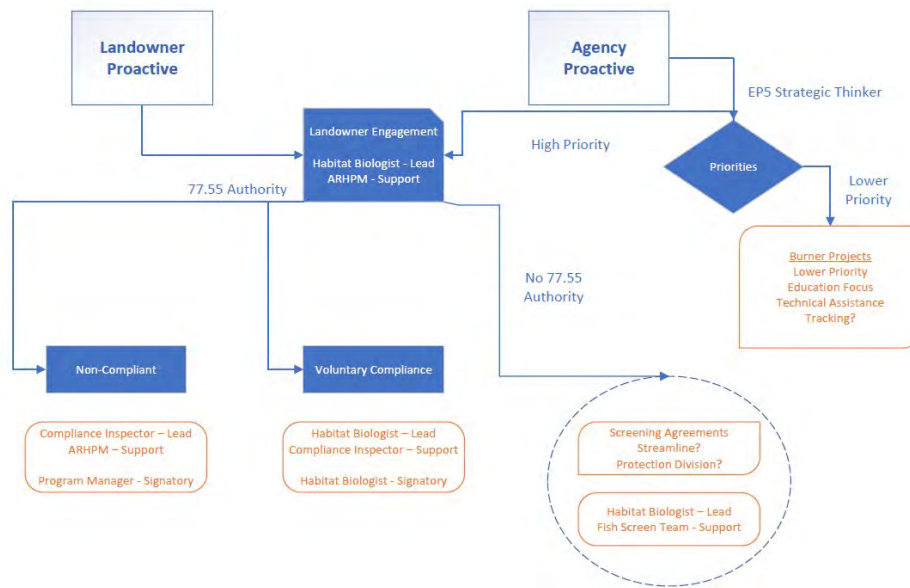 Landowner
Proactive
Agency
Proactive
EP5 Strategic Thinker
Landowner Engagement
Habitat Biologist - Lead
ARHPM - Support
High Priority
Priorities
77.55 Authority
Lower
Priority
Burner Projects
Lower Priority
Education Focus
Technical Assistance
Tracking?
No 77.55
Authority
Non-Compliant
Voluntary Compliance
Compliance Inspector – Lead
ARHPM – Support
Program Manager - Signatory
Habitat Biologist – Lead
Compliance Inspector – Support
Habitat Biologist - Signatory
Screening Agreements
Streamline?
Protection Division?
Habitat Biologist – Lead
Fish Screen Team - Support